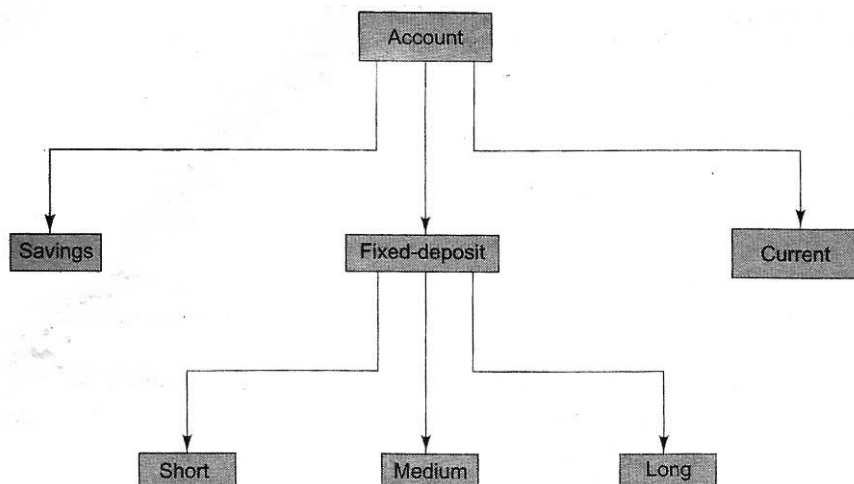 Account
Savings
Fixed-deposit
Current
Short
Medium
Long